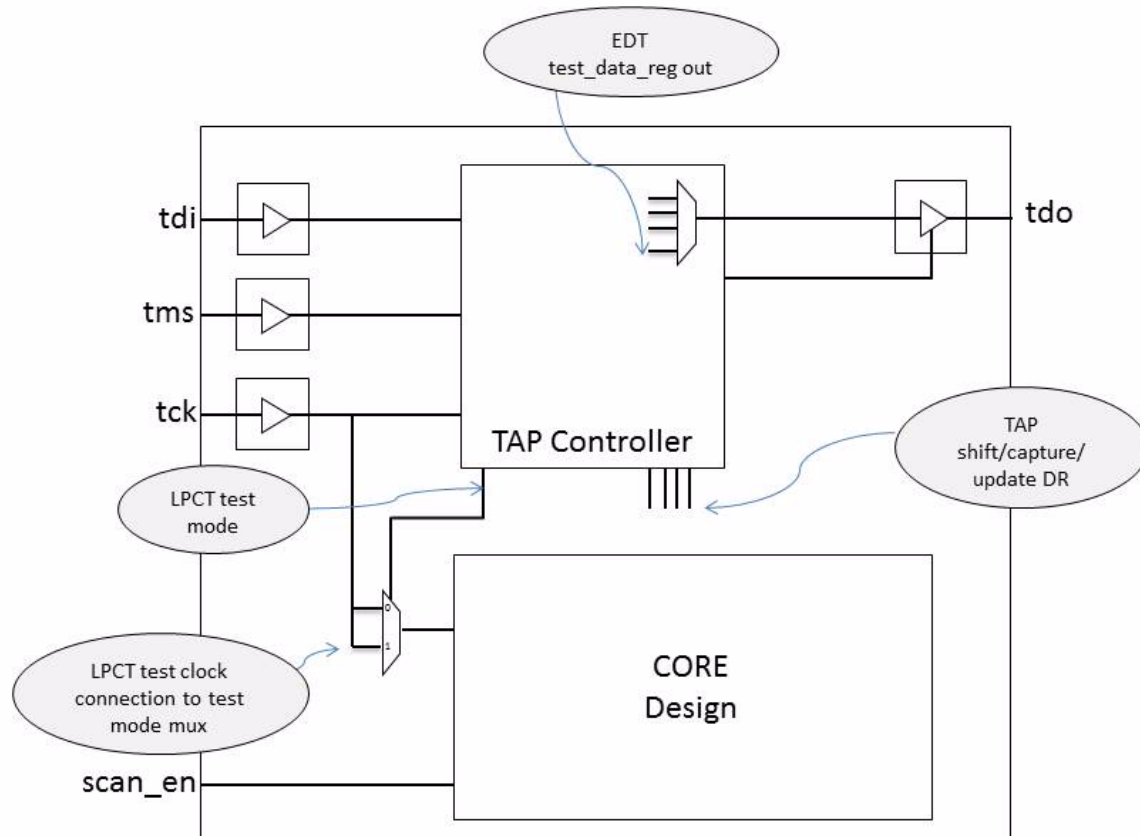 EDT
test_data_reg out
tdi
tdo
tms
tck
TAP Controller
TAP
shift/capture/
update DR
LPCT test
mode
0
1
LPCT test clock
connection to test
mode mux
CORE
Design
scan_en